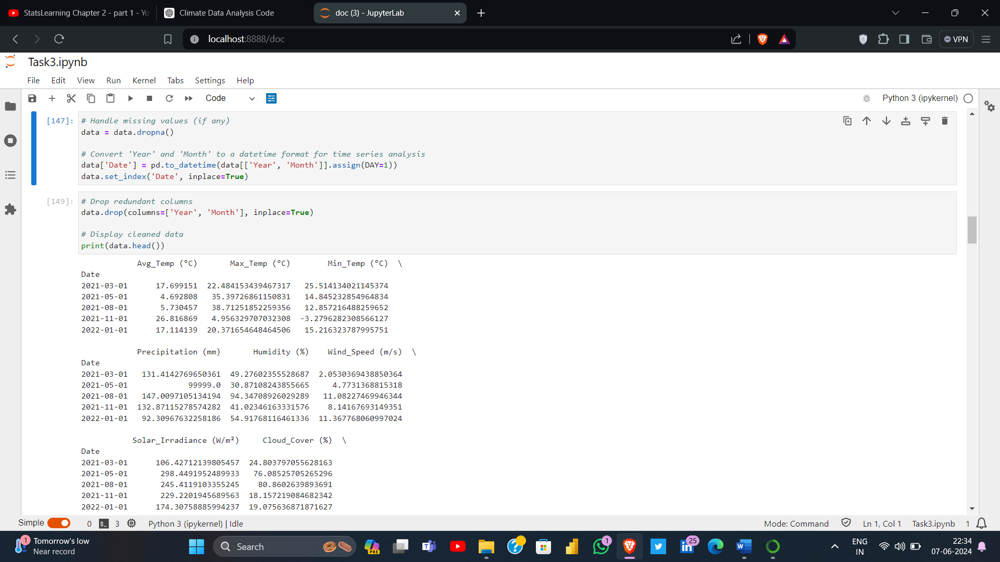 StatsLearning Chapter 2 - part 1 - Yo
Climate Data Analysis Code
doc (3) - JupyterLab
localhost:8888/doc
VPN
Task3.ipynb
File Edit View Run Kernel Tabs Settings Help
Code
Python 3 (ipykernel)
[147]:
# Handle missing values (if any)
data = data.dropna()
# Convert 'Year' and 'Month' to a datetime format for time series analysis
data['Date'] = pd.to_datetime(data[['Year', 'Month']].assign(DAY=1))
data.set_index('Date', inplace=True)
[149]:
# Drop redundant columns
data.drop(columns=['Year', 'Month'], inplace=True)
# Display cleaned data
print(data.head())
Avg_Temp (°C) Max_Temp (°C) Min_Temp (°C) \
Date
2021-03-01 17.699151 22.484153439467317 25.514134021145374
2021-05-01 4.692808 35.39726861150831 14.845232854964834
2021-08-01 5.730457 38.71251852259356 12.857216488259652
2021-11-01 26.816869 4.956329707032308 -3.2796282308566127
2022-01-01 17.114139 20.371654648464506 15.216323787995751
Precipitation (mm) Humidity (%) Wind_Speed (m/s) \
Date
2021-03-01 131.4142769650361 49.27602355528687 2.0530369438850364
2021-05-01 99999.0 30.87108243855665 4.7731368815318
2021-08-01 147.0097105134194 94.34708926029289 11.08227469946344
2021-11-01 132.87115278574282 41.02346163331576 8.14167693149351
2022-01-01 92.30967632258186 54.91768116461336 11.367768060997024
Solar_Irradiance (W/m²) Cloud_Cover (%) \
Date
2021-03-01 106.42712139805457 24.803797055628163
2021-05-01 298.4491952489933 76.08525705265296
2021-08-01 245.4119103355245 80.8602639893691
2021-11-01 229.2201945689563 18.157219084682342
2022-01-01 174.30758885994237 19.075636871871627
Simple 0 3 Python 3 (ipykernel) | Idle Mode: Command Ln 1, Col 1 Task3.ipynb 1
1 Tomorrow's low
Near record
Search
PRE
1
25
ENG
IN
22:34
07-06-2024